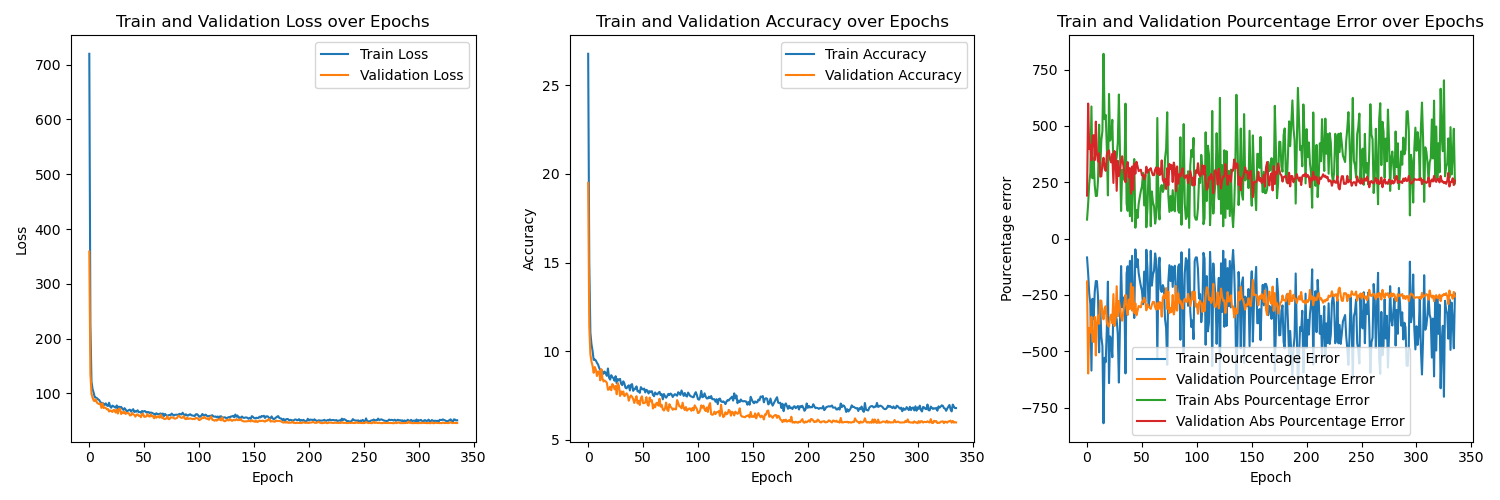 Train and Validation Loss over Epochs
Loss
700
600
500
400
300
200
100
0
50
100
150
200
250
300
350
Epoch
Train Loss
Validation Loss
Train and Validation Accuracy over Epochs
Accuracy
25
20
15
10
5
0
50
100
150
200
250
300
350
Epoch
Train Accuracy
Validation Accuracy
Train and Validation Pourcentage Error over Epochs
Pourcentage error
750
500
250
0
−250
−500
−750
0
50
100
150
200
250
300
350
Epoch
Train Pourcentage Error
Validation Pourcentage Error
Train Abs Pourcentage Error
Validation Abs Pourcentage Error